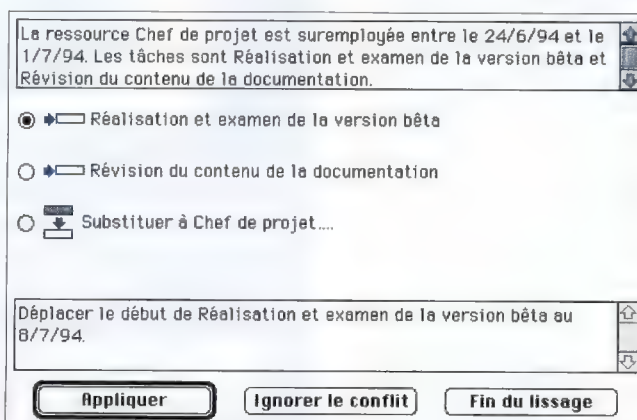 La ressource Chef de projet est suremployée entre le 24/6/94 et le
1/7/94. Les tâches sont Réalisation et examen de la version bêta et
Révision du contenu de la documentation.
Réalisation et examen de la version bêta
Révision du contenu de la documentation
Substituer à Chef de projet....
Déplacer le début de Réalisation et examen de la version bêta au
8/7/94.
Appliquer
Ignorer le conflit
Fin du lissage